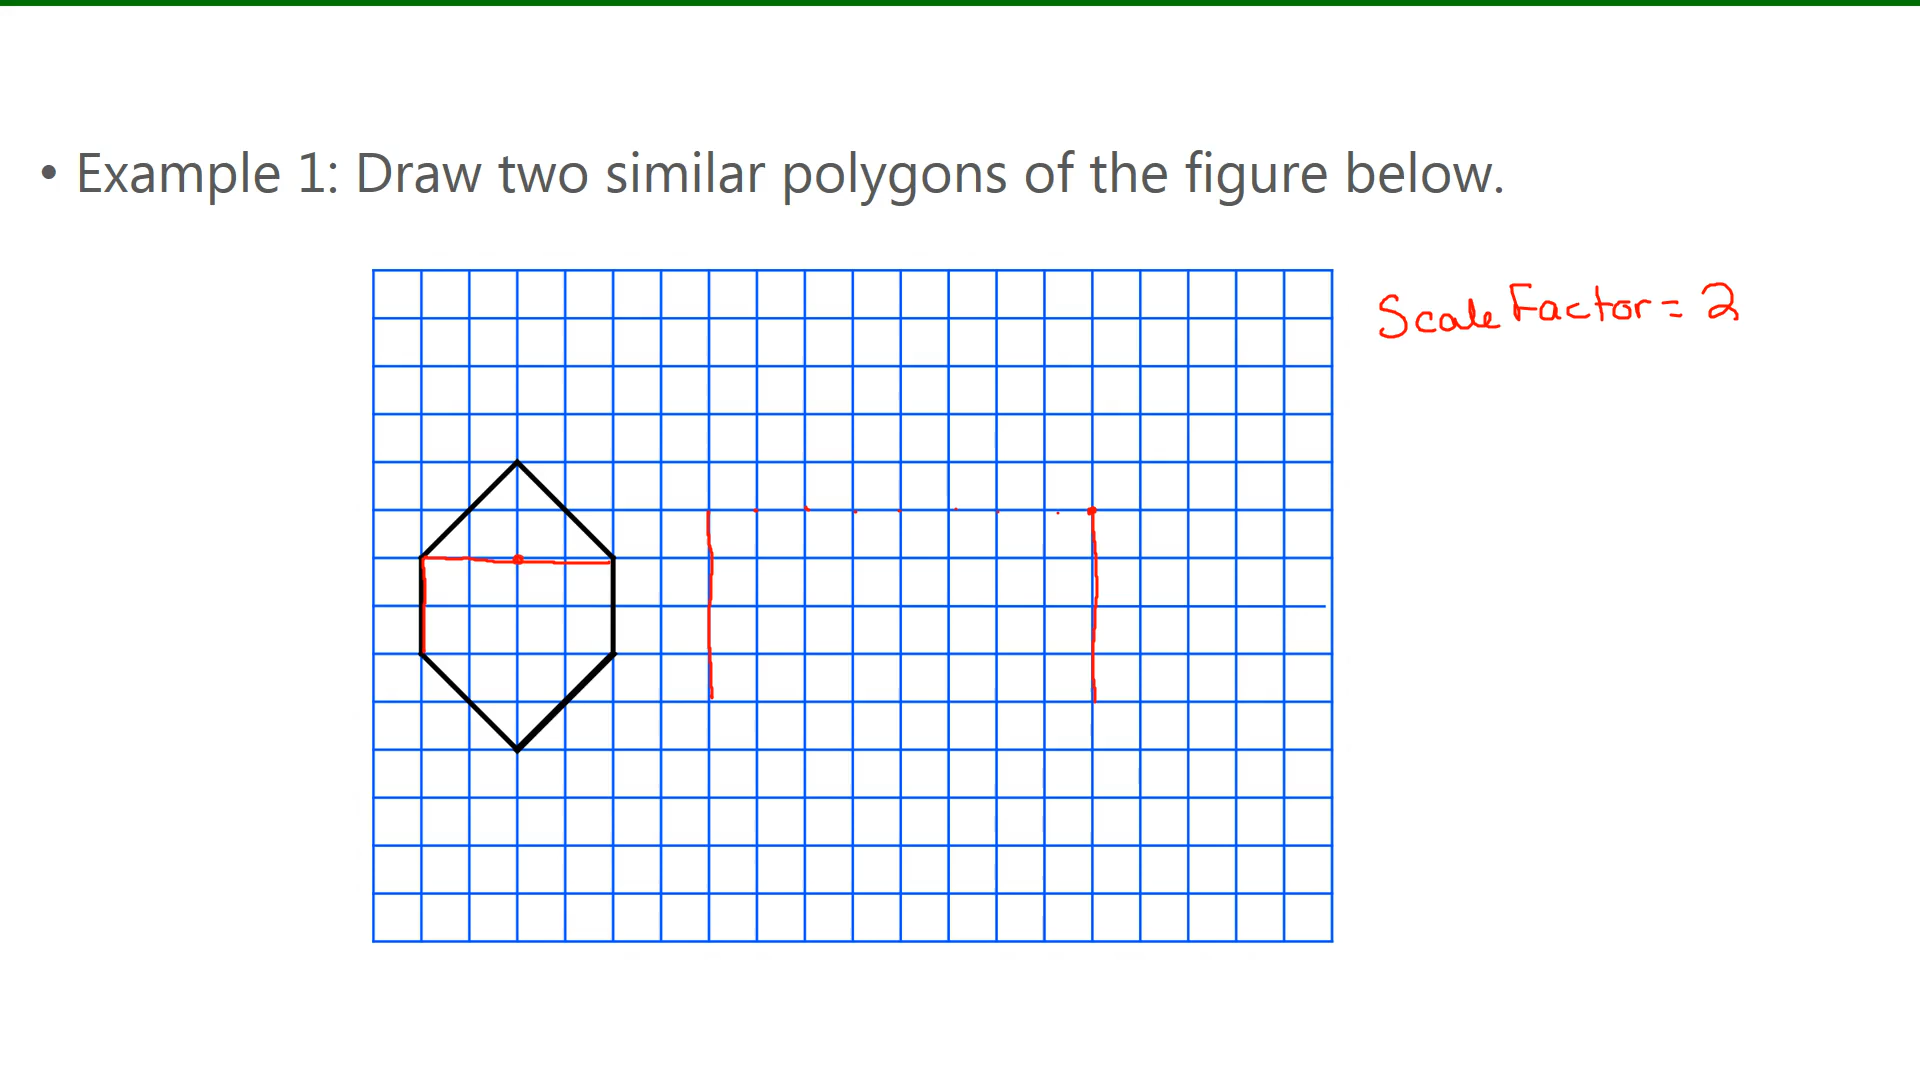 • Example 1: Draw two similar polygons of the figure below.
Scale Factor = 2